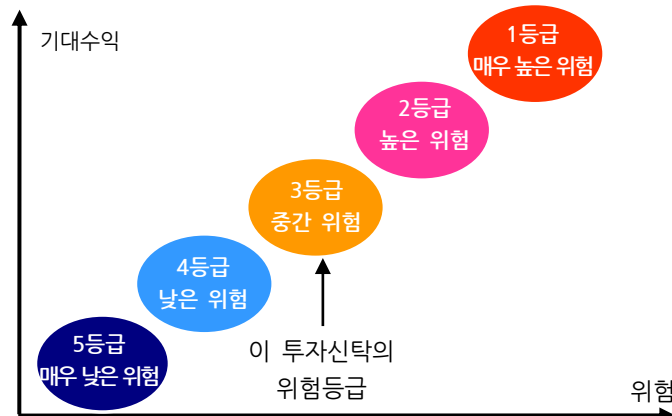 기대수익
1등급
매우 높은 위험
2등급
높은 위험
3등급
중간 위험
4등급
낮은 위험
5등급
매우 낮은 위험
이 투자신탁의
위험등급
위험